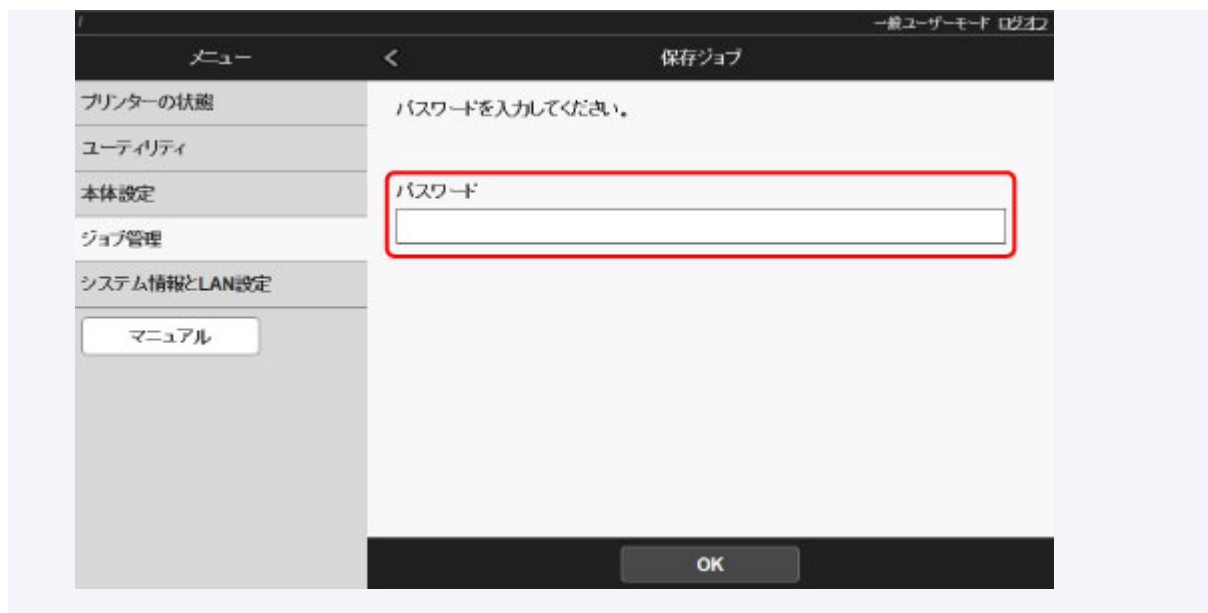 一般ユーザーモード ログオフ
メニュー
<
保存ジョブ
プリンターの状態
ユーティリティ
本体設定
ジョブ管理
システム情報とLAN設定
マニュアル
パスワードを入力してください。
パスワード
OK